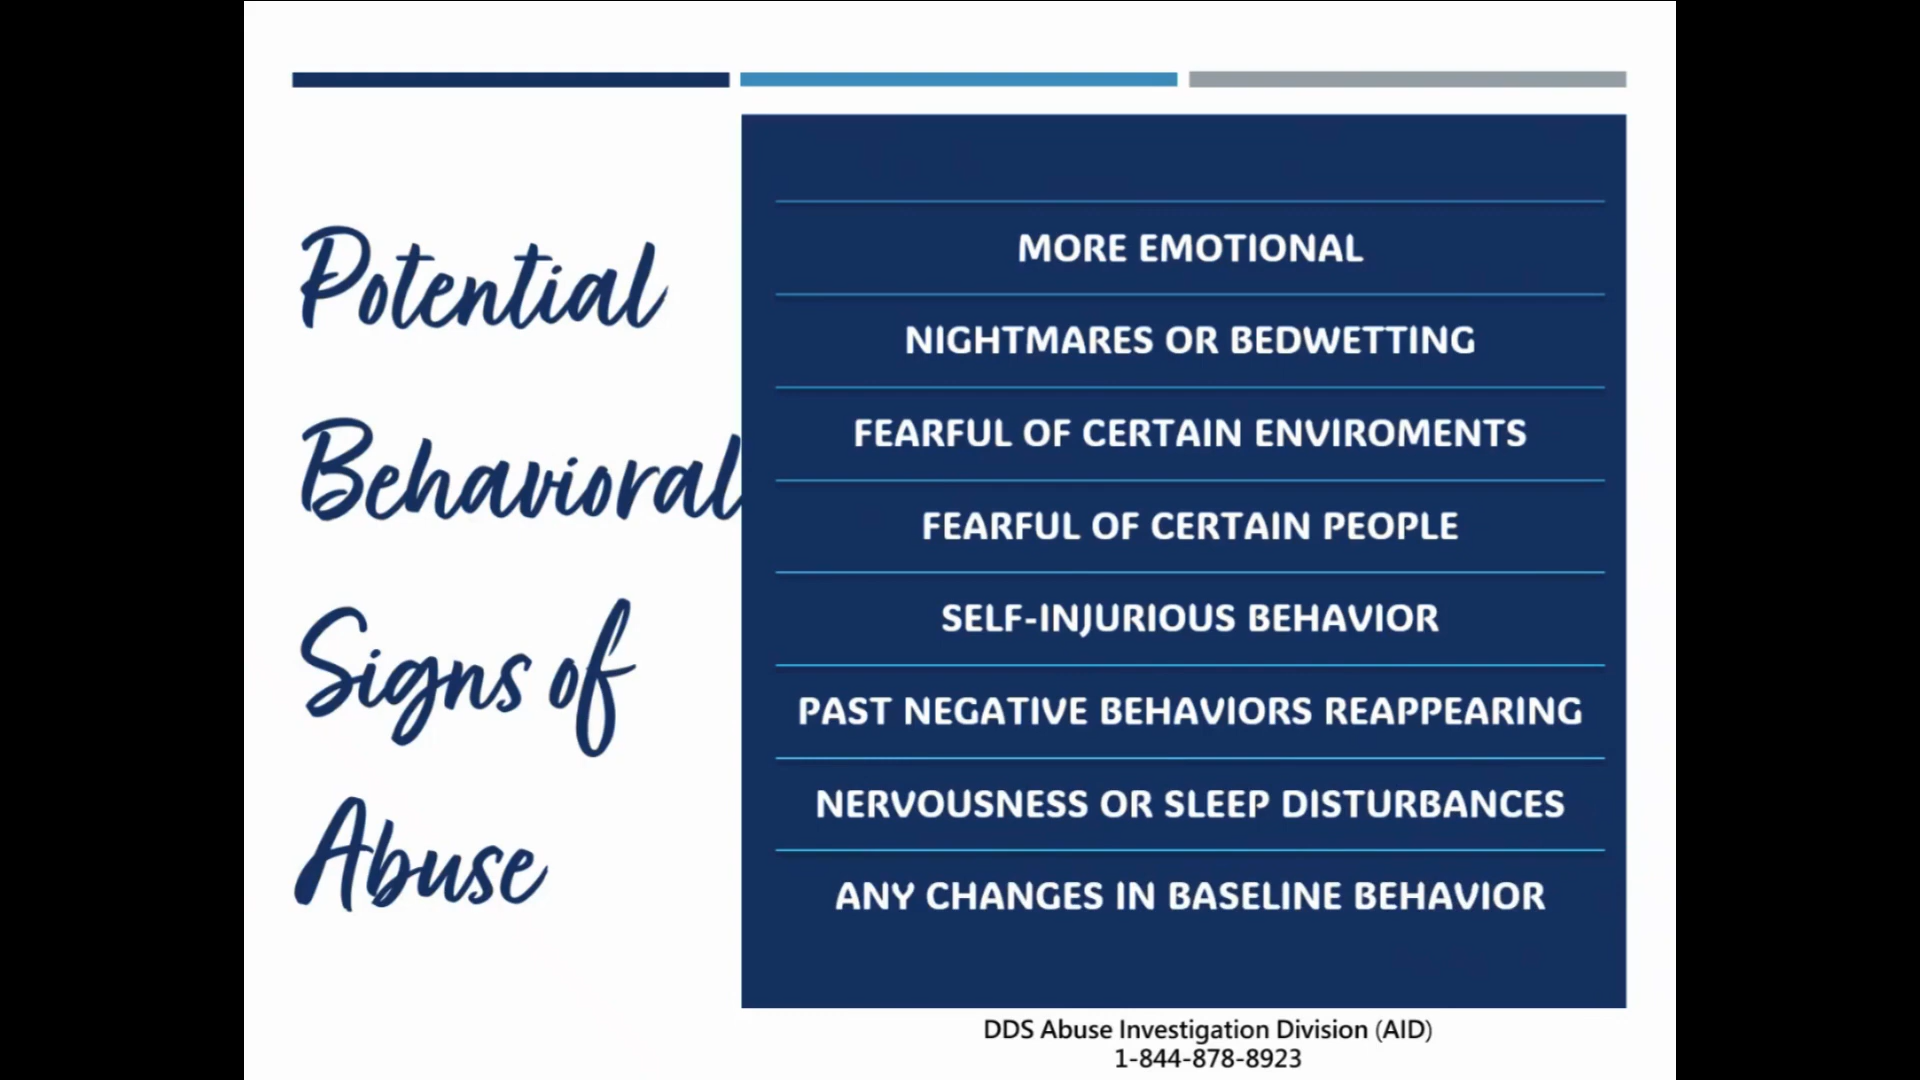 Potential
Behavioral
Signs of
Abuse
MORE EMOTIONAL
NIGHTMARES OR BEDWETTING
FEARFUL OF CERTAIN ENVIROMENTS
FEARFUL OF CERTAIN PEOPLE
SELF-INJURIOUS BEHAVIOR
PAST NEGATIVE BEHAVIORS REAPPEARING
NERVOUSNESS OR SLEEP DISTURBANCES
ANY CHANGES IN BASELINE BEHAVIOR
DDS Abuse Investigation Division (AID)
1-844-878-8923